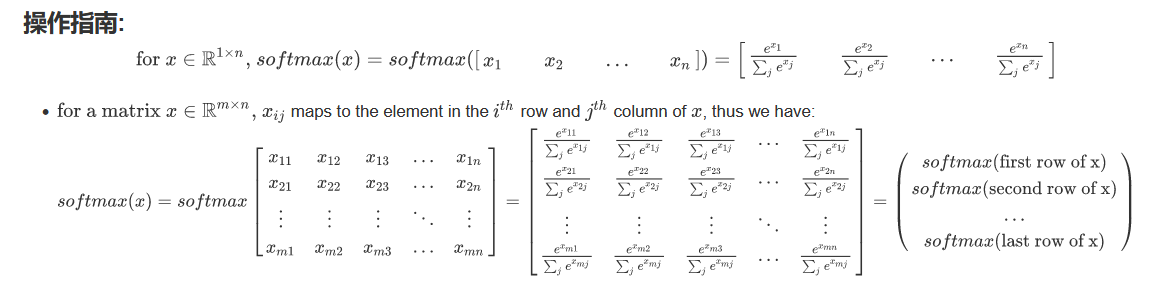 操作指南:
for $x \in \mathbb{R}^{1\times n}$, $softmax(x) = softmax(\begin{bmatrix} x_1 & x_2 & \dots & x_n \end{bmatrix}) = \begin{bmatrix} \frac{e^{x_1}}{\sum_j e^{x_j}} & \frac{e^{x_2}}{\sum_j e^{x_j}} & \cdots & \frac{e^{x_n}}{\sum_j e^{x_j}} \end{bmatrix}$
• for a matrix $x \in \mathbb{R}^{m\times n}$, $x_{ij}$ maps to the element in the $i^{th}$ row and $j^{th}$ column of $x$, thus we have:
$softmax(x) = softmax \begin{bmatrix} x_{11} & x_{12} & x_{13} & \dots & x_{1n} \\ x_{21} & x_{22} & x_{23} & \dots & x_{2n} \\ \vdots & \vdots & \vdots & \ddots & \vdots \\ x_{m1} & x_{m2} & x_{m3} & \dots & x_{mn} \end{bmatrix} = \begin{bmatrix} \frac{e^{x_{11}}}{\sum_j e^{x_{1j}}} & \frac{e^{x_{12}}}{\sum_j e^{x_{1j}}} & \frac{e^{x_{13}}}{\sum_j e^{x_{1j}}} & \cdots & \frac{e^{x_{1n}}}{\sum_j e^{x_{1j}}} \\ \frac{e^{x_{21}}}{\sum_j e^{x_{2j}}} & \frac{e^{x_{22}}}{\sum_j e^{x_{2j}}} & \frac{e^{x_{23}}}{\sum_j e^{x_{2j}}} & \cdots & \frac{e^{x_{2n}}}{\sum_j e^{x_{2j}}} \\ \vdots & \vdots & \vdots & \ddots & \vdots \\ \frac{e^{x_{m1}}}{\sum_j e^{x_{mj}}} & \frac{e^{x_{m2}}}{\sum_j e^{x_{mj}}} & \frac{e^{x_{m3}}}{\sum_j e^{x_{mj}}} & \cdots & \frac{e^{x_{mn}}}{\sum_j e^{x_{mj}}} \end{bmatrix} = \begin{pmatrix} softmax(\text{first row of x}) \\ softmax(\text{second row of x}) \\ \dots \\ softmax(\text{last row of x}) \end{pmatrix}$